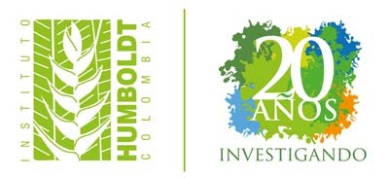 INSTITUTO
HUMBOLDT
COLOMBIA
20
AÑOS
INVESTIGANDO